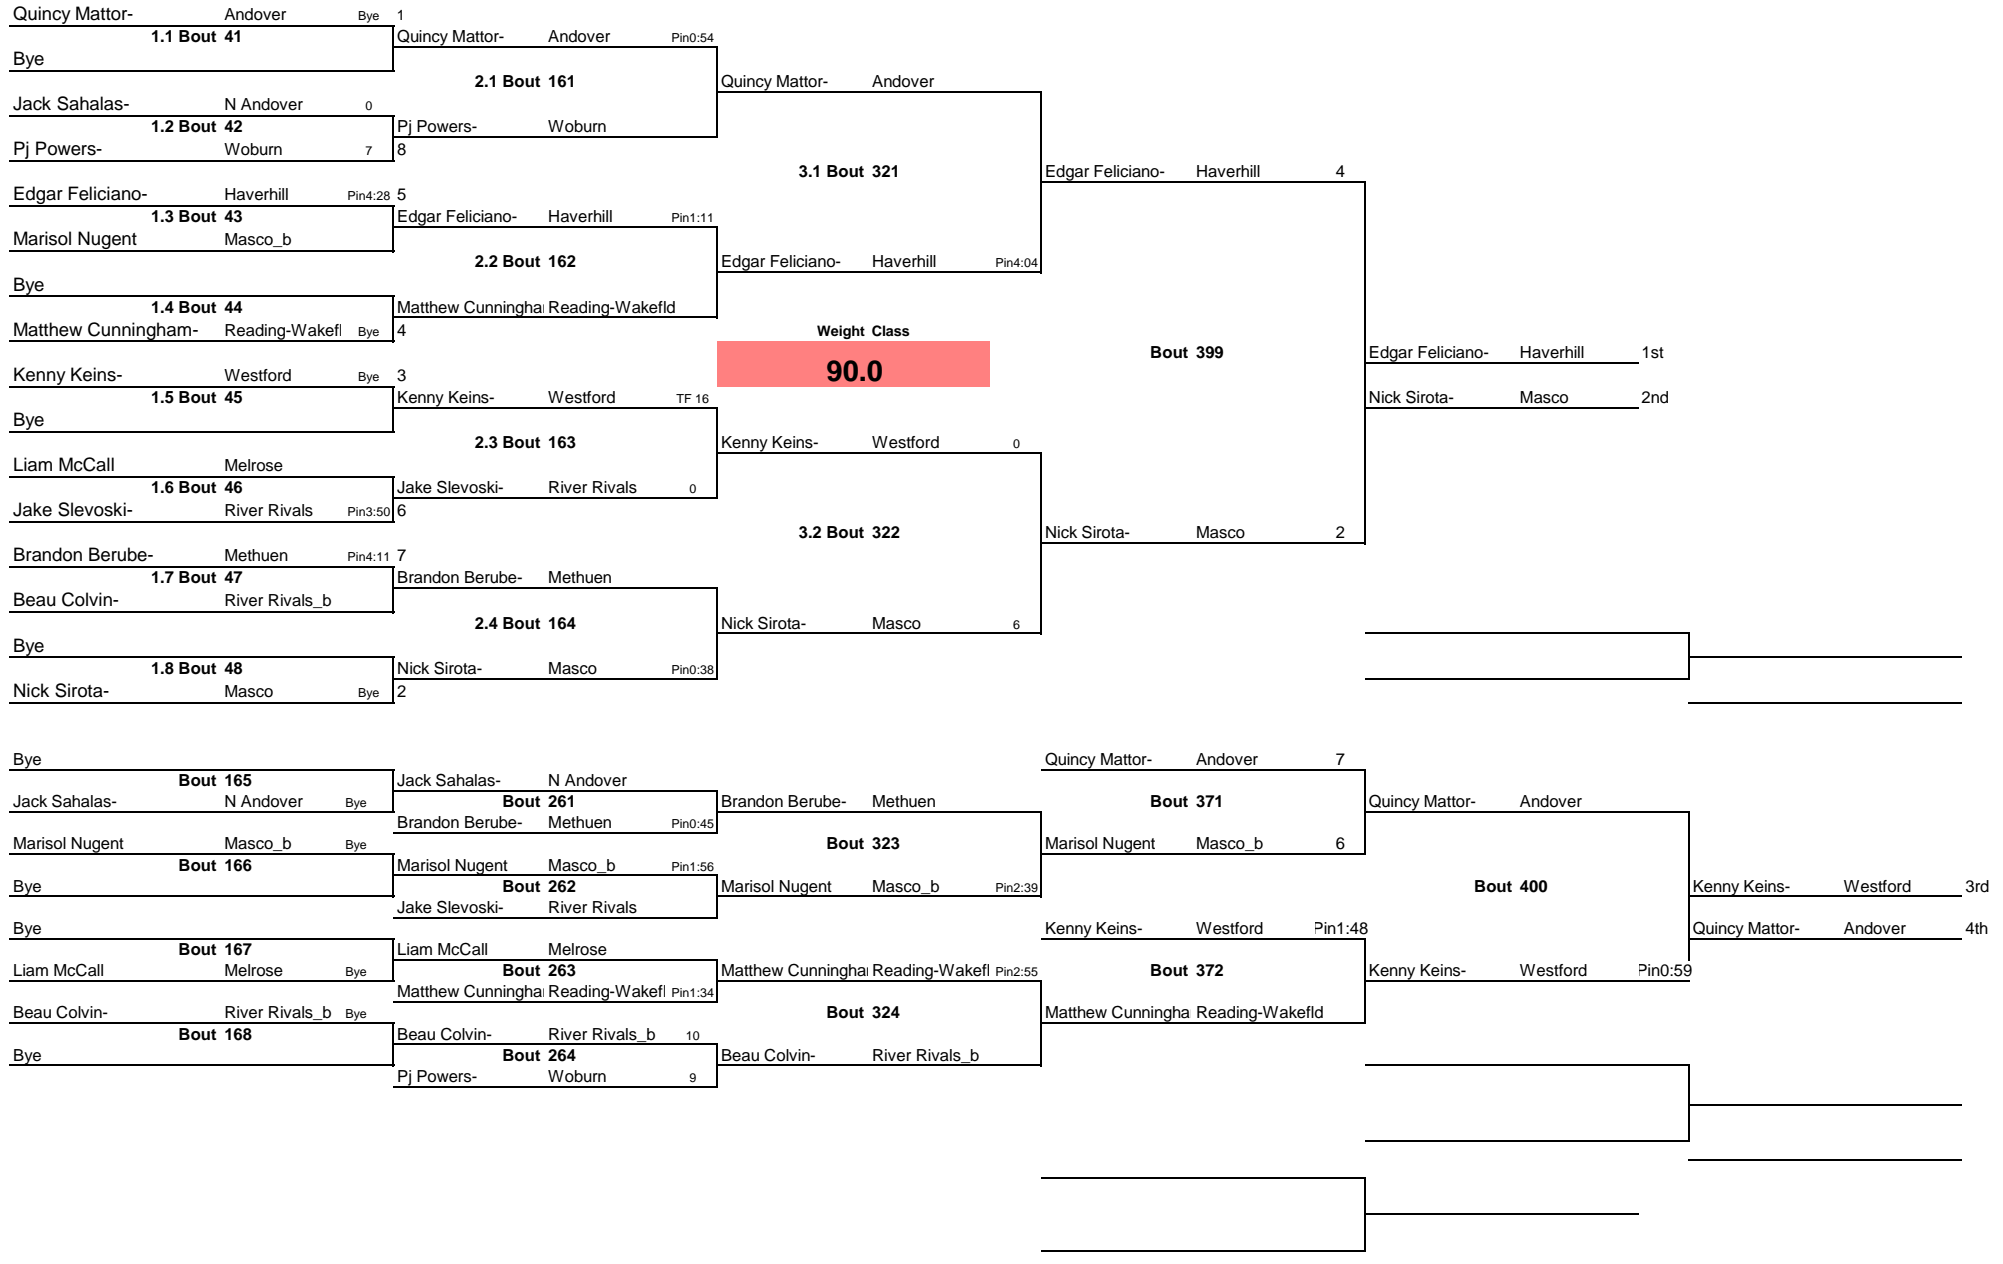 Quincy Mattor- Andover Bye 1
1.1 Bout 41
Quincy Mattor- Andover Pin0:54
Bye
2.1 Bout 161
Quincy Mattor- Andover
Jack Sahalas- N Andover 0
1.2 Bout 42
Pj Powers- Woburn
Pj Powers- Woburn 7 8
3.1 Bout 321
Edgar Feliciano- Haverhill 4
Edgar Feliciano- Haverhill Pin4:28 5
1.3 Bout 43
Edgar Feliciano- Haverhill Pin1:11
Marisol Nugent Masco_b
2.2 Bout 162
Edgar Feliciano- Haverhill Pin4:04
Bye
1.4 Bout 44
Matthew Cunningha Reading-Wakefld
Matthew Cunningham- Reading-Wakefl Bye 4
Weight Class
Bout 399
Edgar Feliciano- Haverhill 1st
Kenny Keins- Westford Bye 3
90.0
1.5 Bout 45
Kenny Keins- Westford TF 16
Nick Sirota- Masco 2nd
Bye
2.3 Bout 163
Kenny Keins- Westford 0
Liam McCall Melrose
1.6 Bout 46
Jake Slevoski- River Rivals 0
Jake Slevoski- River Rivals Pin3:50 6
3.2 Bout 322
Nick Sirota- Masco 2
Brandon Berube- Methuen Pin4:11 7
1.7 Bout 47
Brandon Berube- Methuen
Beau Colvin- River Rivals_b
2.4 Bout 164
Nick Sirota- Masco 6
Bye
1.8 Bout 48
Nick Sirota- Masco Pin0:38
Nick Sirota- Masco Bye 2
Bye
Quincy Mattor- Andover 7
Bout 165
Jack Sahalas- N Andover
Jack Sahalas- N Andover Bye
Bout 261
Brandon Berube- Methuen
Bout 371
Quincy Mattor- Andover
Brandon Berube- Methuen Pin0:45
Marisol Nugent Masco_b Bye
Bout 323
Marisol Nugent Masco_b 6
Bout 166
Marisol Nugent Masco_b Pin1:56
Bye
Bout 262
Marisol Nugent Masco_b Pin2:39
Bout 400
Kenny Keins- Westford 3rd
Jake Slevoski- River Rivals
Bye
Kenny Keins- Westford Pin1:48
Quincy Mattor- Andover 4th
Bout 167
Liam McCall Melrose
Liam McCall Melrose Bye
Bout 263
Matthew Cunningha Reading-Wakefl Pin2:55
Bout 372
Kenny Keins- Westford Pin0:59
Matthew Cunningha Reading-Wakefl Pin1:34
Beau Colvin- River Rivals_b Bye
Bout 324
Matthew Cunningha Reading-Wakefld
Bout 168
Beau Colvin- River Rivals_b 10
Bye
Bout 264
Beau Colvin- River Rivals_b
Pj Powers- Woburn 9